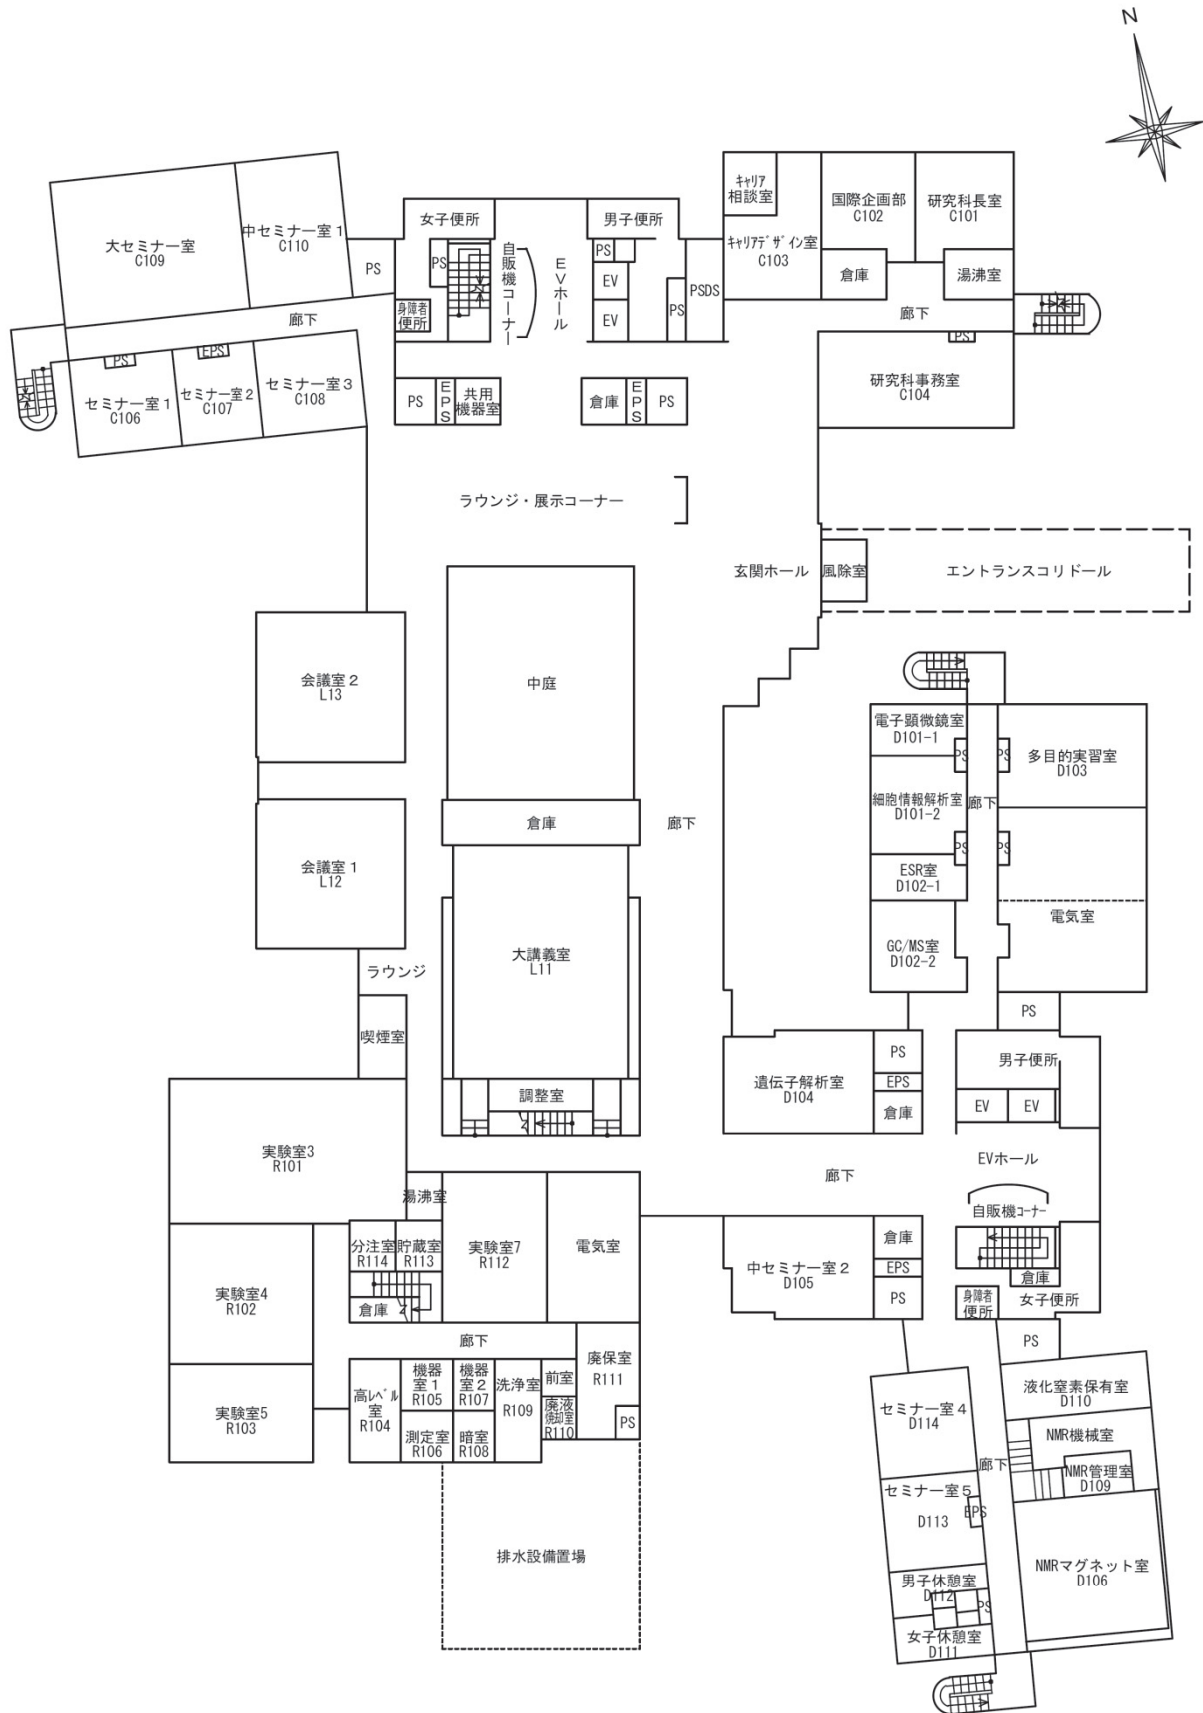 N
大セミナー室
C109
中セミナー室１
C110
PS
女子便所
PS
自販機コーナー
EVホール
男子便所
PS
EV
EV
PS
PSDS
身障者
便所
キャリア
相談室
キャリアデザイン室
C103
国際企画部
C102
研究科長室
C101
倉庫
湯沸室
廊下
廊下
PS
EPS
セミナー室１
C106
セミナー室２
C107
セミナー室３
C108
PS
EPS
共用
機器室
倉庫
EPS
PS
PS
研究科事務室
C104
ラウンジ・展示コーナー
玄関ホール
風除室
エントランスコリドール
会議室２
L13
中庭
電子顕微鏡室
D101-1
PS
PS
多目的実習室
D103
細胞情報解析室
D101-2
廊下
倉庫
廊下
PS
PS
会議室１
L12
ESR室
D102-1
電気室
大講義室
L11
GC/MS室
D102-2
ラウンジ
喫煙室
PS
調整室
遺伝子解析室
D104
PS
EPS
倉庫
男子便所
EV
EV
実験室3
R101
廊下
EVホール
湯沸室
自販機コーナー
分注室
R114
貯蔵室
R113
実験室7
R112
電気室
倉庫
EPS
PS
中セミナー室２
D105
実験室4
R102
倉庫
倉庫
身障者
便所
女子便所
廊下
PS
実験室5
R103
高レベル
室
R104
機器
室１
R105
機器
室２
R107
洗浄室
R109
前室
廃保室
R111
測定室
R106
暗室
R108
廃液
焼却室
R110
PS
セミナー室４
D114
液化窒素保有室
D110
NMR機械室
廊下
NMR管理室
D109
セミナー室５
D113
EPS
排水設備置場
NMRマグネット室
D106
男子休憩室
D112
PS
女子休憩室
D111